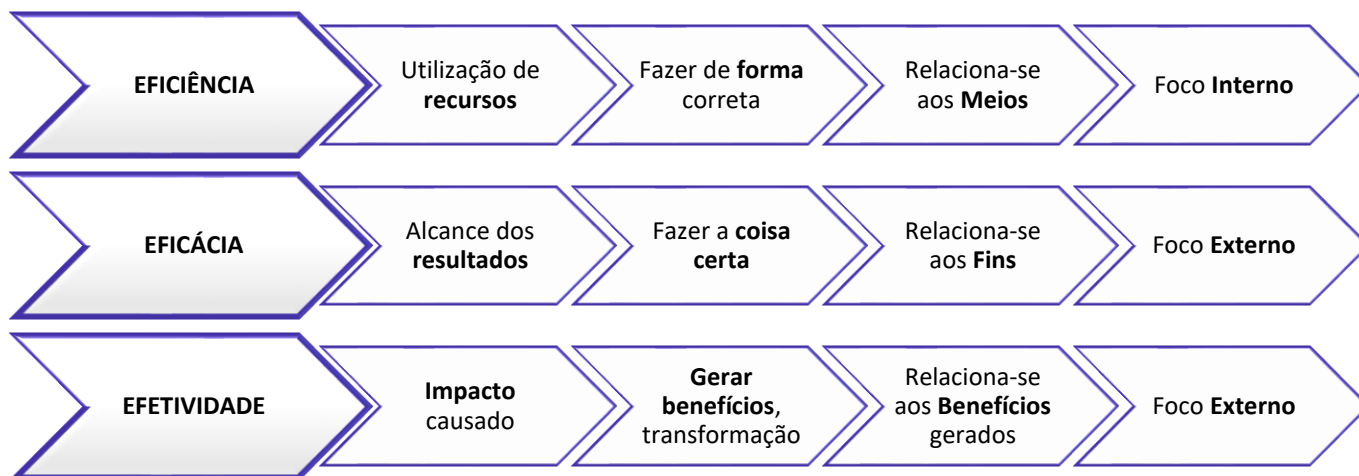 EFICIÊNCIA
Utilização de
recursos
Fazer de forma
correta
Relaciona-se
aos Meios
Foco Interno
EFICÁCIA
Alcance dos
resultados
Fazer a coisa
certa
Relaciona-se
aos Fins
Foco Externo
EFETIVIDADE
Impacto
causado
Gerar
benefícios,
transformação
Relaciona-se
aos Benefícios
gerados
Foco Externo